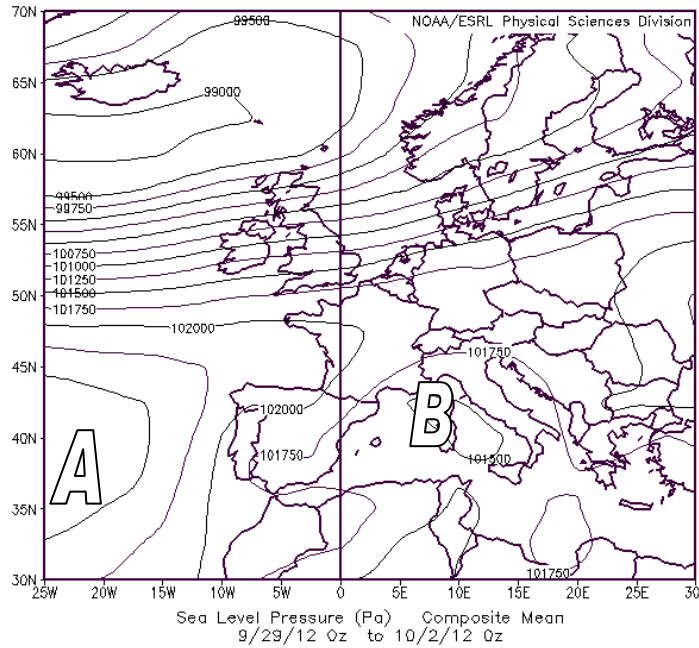 70N
NOAA/ESRL Physical Sciences Division
99500
65N
99000
60N
99500
99750
55N
100750
101000
101250
50N
101500
101750
102000
45N
101750
102000
B
40N
101750
101500
A
35N
101750
30N
25W 20W 15W 10W 5W 0 5E 10E 15E 20E 25E 30E
Sea Level Pressure (Pa) Composite Mean
9/29/12 0z to 10/2/12 0z